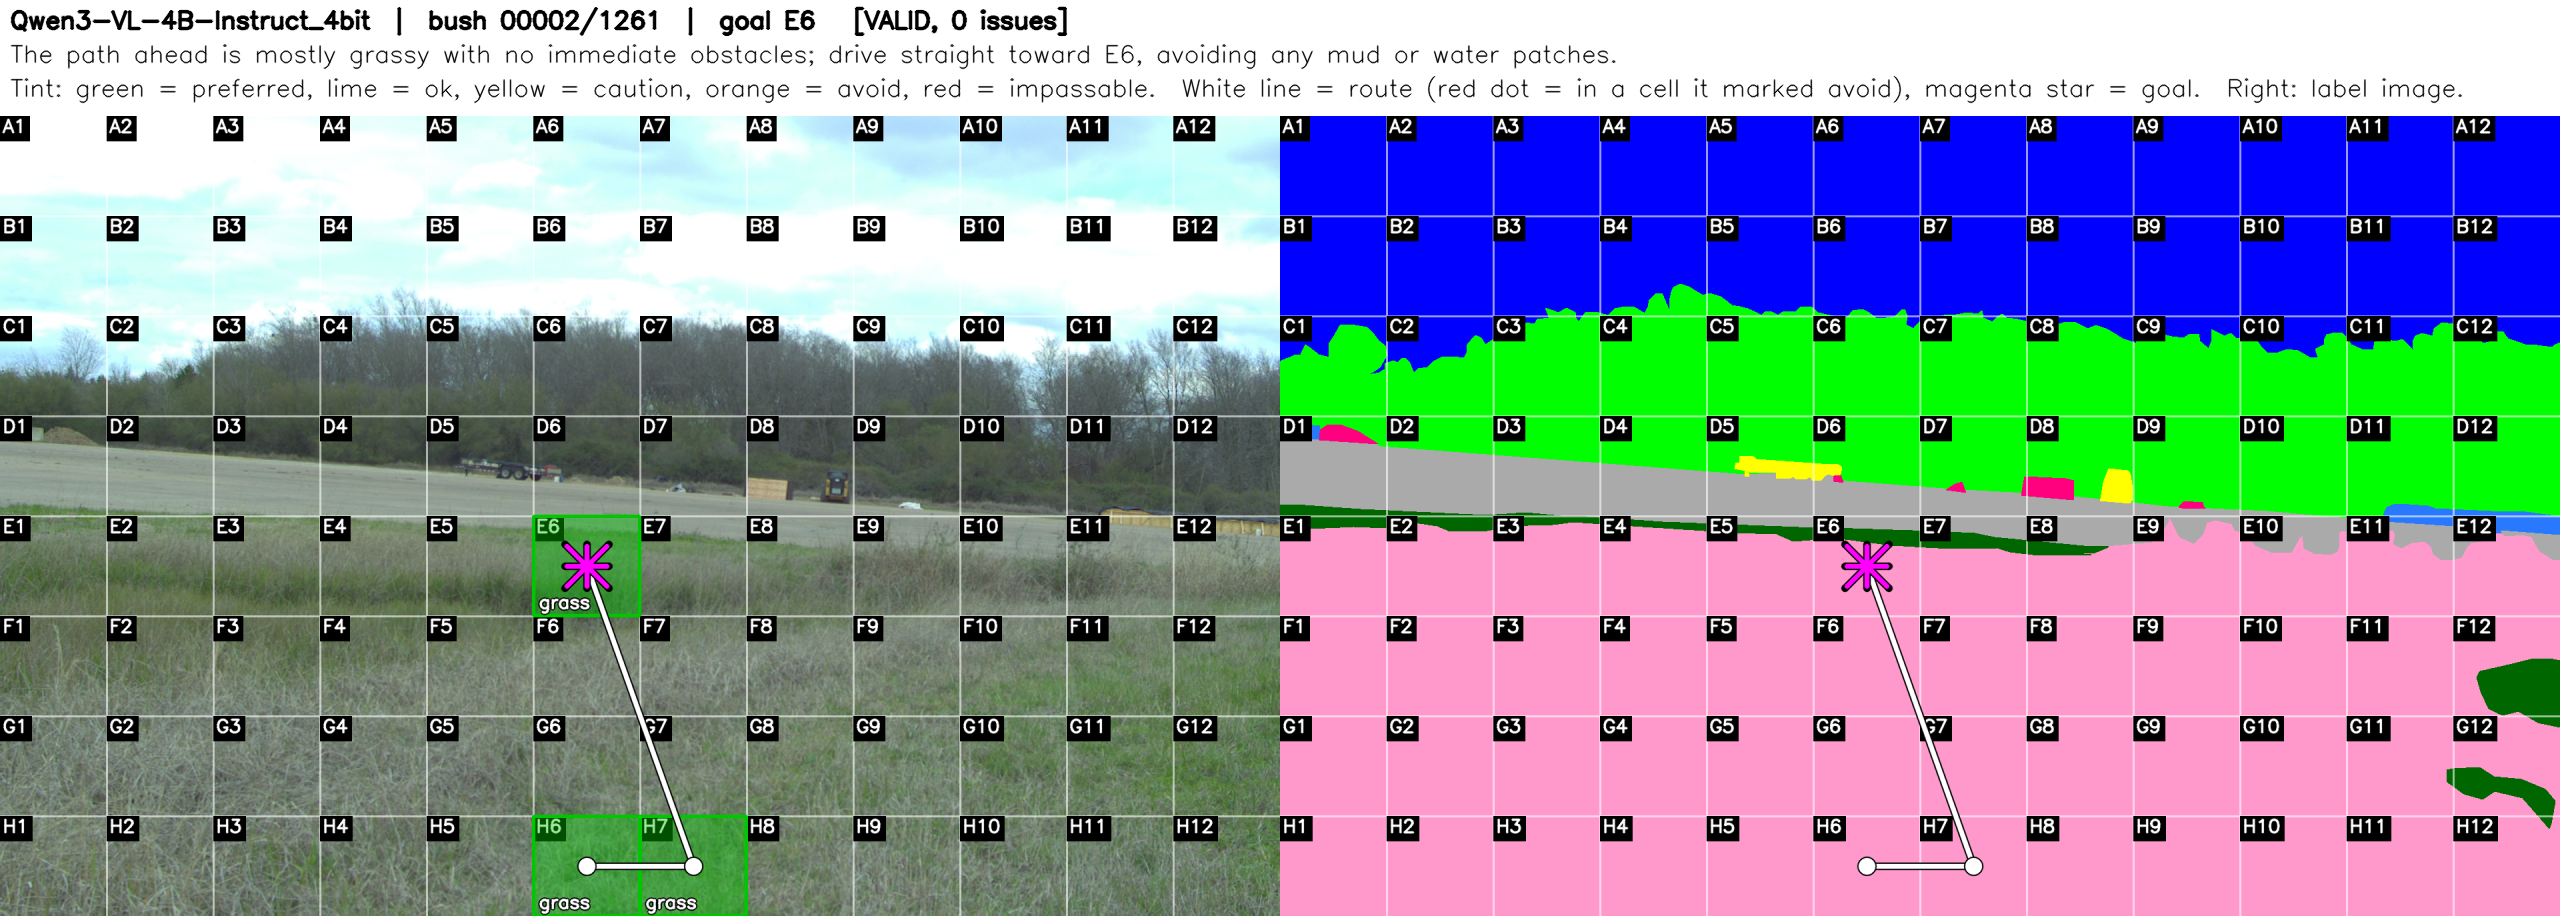 Qwen3-VL-4B-Instruct_4bit | bush 00002/1261 | goal E6 [VALID, 0 issues]
The path ahead is mostly grassy with no immediate obstacles; drive straight toward E6, avoiding any mud or water patches.
Tint: green = preferred, lime = ok, yellow = caution, orange = avoid, red = impassable. White line = route (red dot = in a cell it marked avoid), magenta star = goal. Right: label image.
A1 A2 A3 A4 A5 A6 A7 A8 A9 A10 A11 A12 A1 A2 A3 A4 A5 A6 A7 A8 A9 A10 A11 A12
B1 B2 B3 B4 B5 B6 B7 B8 B9 B10 B11 B12 B1 B2 B3 B4 B5 B6 B7 B8 B9 B10 B11 B12
C1 C2 C3 C4 C5 C6 C7 C8 C9 C10 C11 C12 C1 C2 C3 C4 C5 C6 C7 C8 C9 C10 C11 C12
D1 D2 D3 D4 D5 D6 D7 D8 D9 D10 D11 D12 D1 D2 D3 D4 D5 D6 D7 D8 D9 D10 D11 D12
E1 E2 E3 E4 E5 E6 E7 E8 E9 E10 E11 E12 E1 E2 E3 E4 E5 E6 E7 E8 E9 E10 E11 E12
grass
F1 F2 F3 F4 F5 F6 F7 F8 F9 F10 F11 F12 F1 F2 F3 F4 F5 F6 F7 F8 F9 F10 F11 F12
G1 G2 G3 G4 G5 G6 G7 G8 G9 G10 G11 G12 G1 G2 G3 G4 G5 G6 G7 G8 G9 G10 G11 G12
H1 H2 H3 H4 H5 H6 H7 H8 H9 H10 H11 H12 H1 H2 H3 H4 H5 H6 H7 H8 H9 H10 H11 H12
grass grass